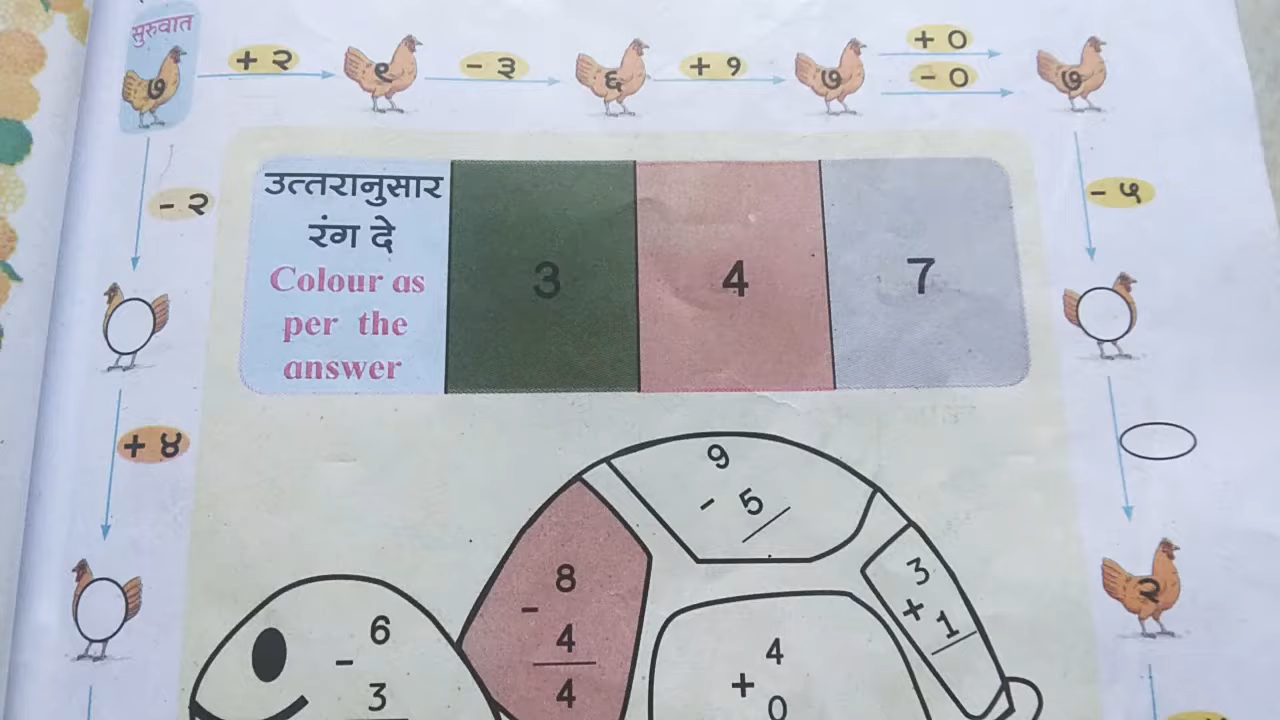 सुरुवात
७ + २ ९ - ३ ६ + १ ७ + ० - ० ७
- २
- ५
उत्तरानुसार
रंग दे
Colour as
per the
answer
3 4 7
+ ४
9
- 5
8
- 4
4
3
+ 1
२
6
- 3
4
+ 0